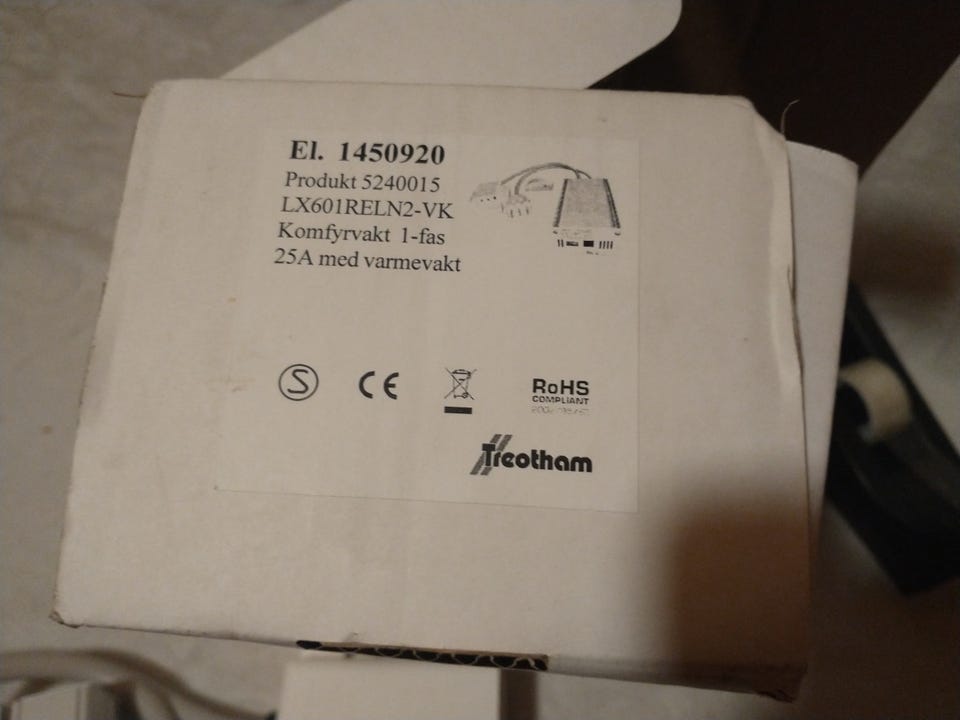 El. 1450920
Produkt 5240015
LX601RELN2-VK
Komfyrvakt 1-fas
25A med varmevakt
S
CE
RoHS
COMPLIANT
Treotham